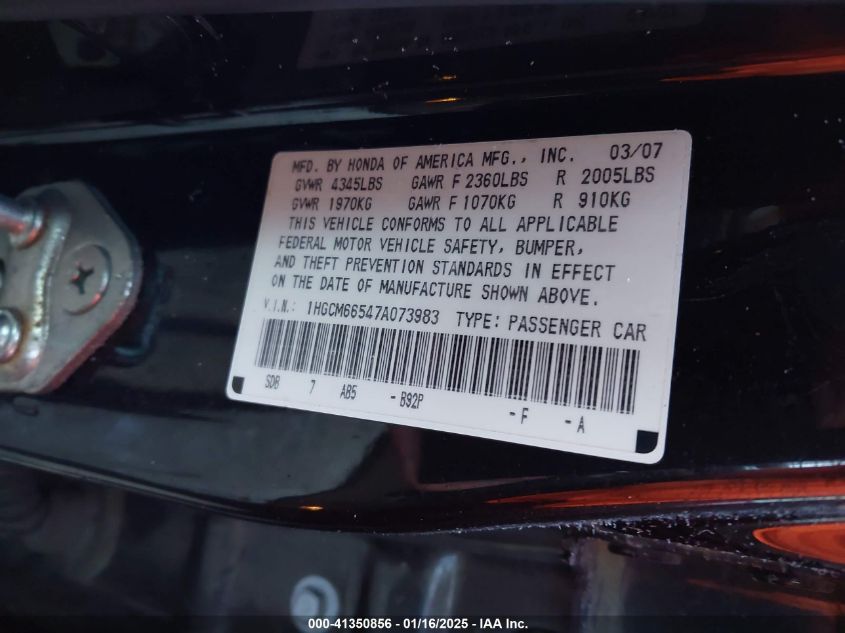 MFD. BY HONDA OF AMERICA MFG., INC. 03/07
GVWR 4345LBS GAWR F 2360LBS R 2005LBS
GVWR 1970KG GAWR F 1070KG R 910KG
THIS VEHICLE CONFORMS TO ALL APPLICABLE
FEDERAL MOTOR VEHICLE SAFETY, BUMPER,
AND THEFT PREVENTION STANDARDS IN EFFECT
ON THE DATE OF MANUFACTURE SHOWN ABOVE.
V.I.N.: 1HGCM66547A073983 TYPE: PASSENGER CAR
SDB 7 AB5 -B92P -F -A
000-41350856 - 01/16/2025 - IAA Inc.